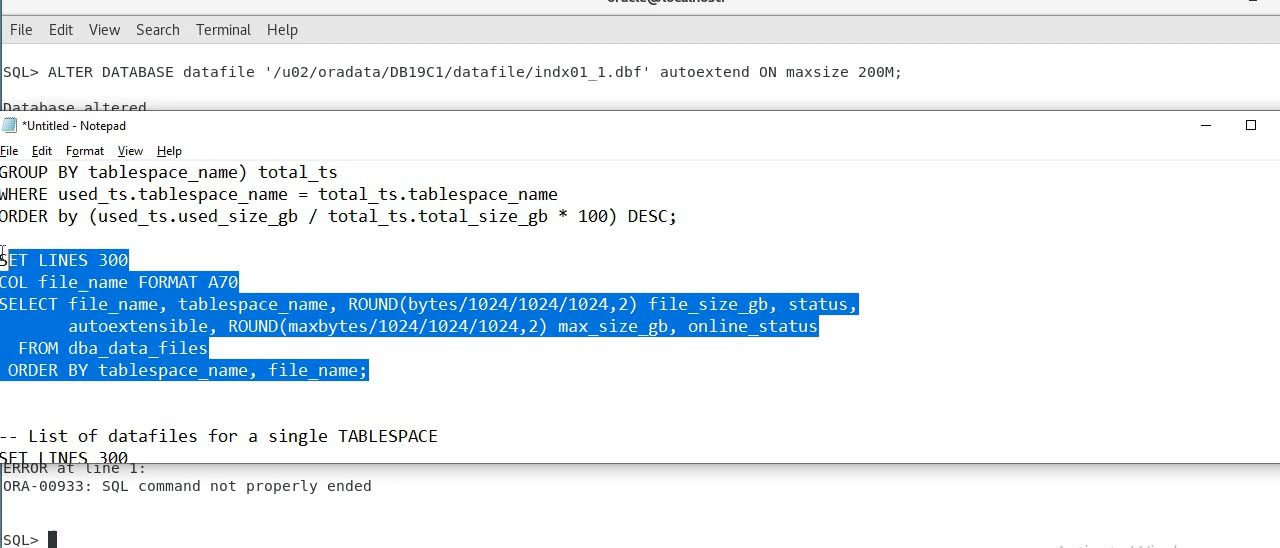 oracle@localhost:
File Edit View Search Terminal Help
SQL> ALTER DATABASE datafile '/u02/oradata/DB19C1/datafile/indx01_1.dbf' autoextend ON maxsize 200M;
Database altered
*Untitled - Notepad
File Edit Format View Help
GROUP BY tablespace_name) total_ts
WHERE used_ts.tablespace_name = total_ts.tablespace_name
ORDER by (used_ts.used_size_gb / total_ts.total_size_gb * 100) DESC;
SET LINES 300
COL file_name FORMAT A70
SELECT file_name, tablespace_name, ROUND(bytes/1024/1024/1024,2) file_size_gb, status,
autoextensible, ROUND(maxbytes/1024/1024/1024,2) max_size_gb, online_status
FROM dba_data_files
ORDER BY tablespace_name, file_name;
-- List of datafiles for a single TABLESPACE
SET LINES 300
ERROR at line 1:
ORA-00933: SQL command not properly ended
SQL>